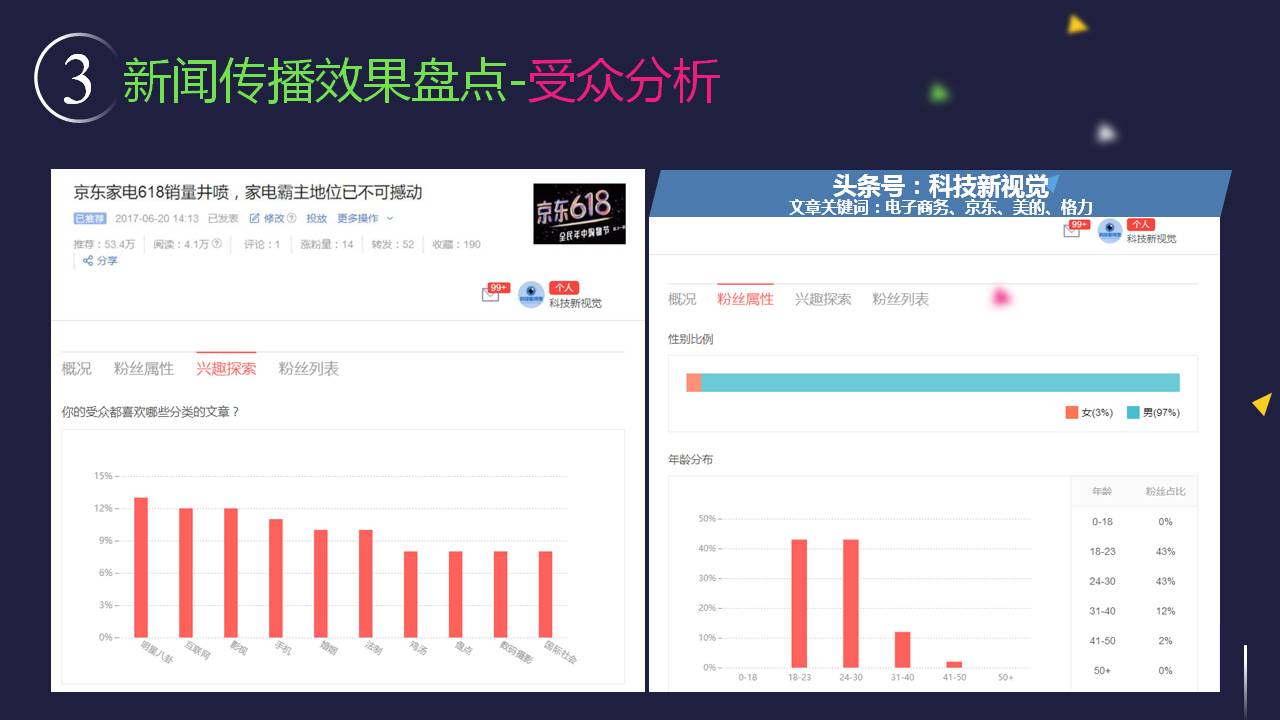 3
新闻传播效果盘点-受众分析
京东家电618销量井喷，家电霸主地位已不可撼动
已推荐 2017-06-20 14:13 已发表 修改 ? 投放 更多操作
推荐：53.4万 阅读：4.1万 ? 评论：1 涨粉量：14 转发：52 收藏：190
分享
京东618
全民年中购物节
99+ 个人
科技新视觉
概况 粉丝属性 兴趣探索 粉丝列表
你的受众都喜欢哪些分类的文章？
15%
12%
9%
6%
3%
0%
明星八卦 互联网 影视 手机 婚姻 法制 鸡汤 盘点 数码摄影 国际社会
头条号：科技新视觉
文章关键词：电子商务、京东、美的、格力
99+ 个人
科技新视觉
概况 粉丝属性 兴趣探索 粉丝列表
性别比例
女(3%) 男(97%)
年龄分布
50%
40%
30%
20%
10%
0%
0-18 18-23 24-30 31-40 41-50 50+
年龄 粉丝占比
0-18 0%
18-23 43%
24-30 43%
31-40 12%
41-50 2%
50+ 0%